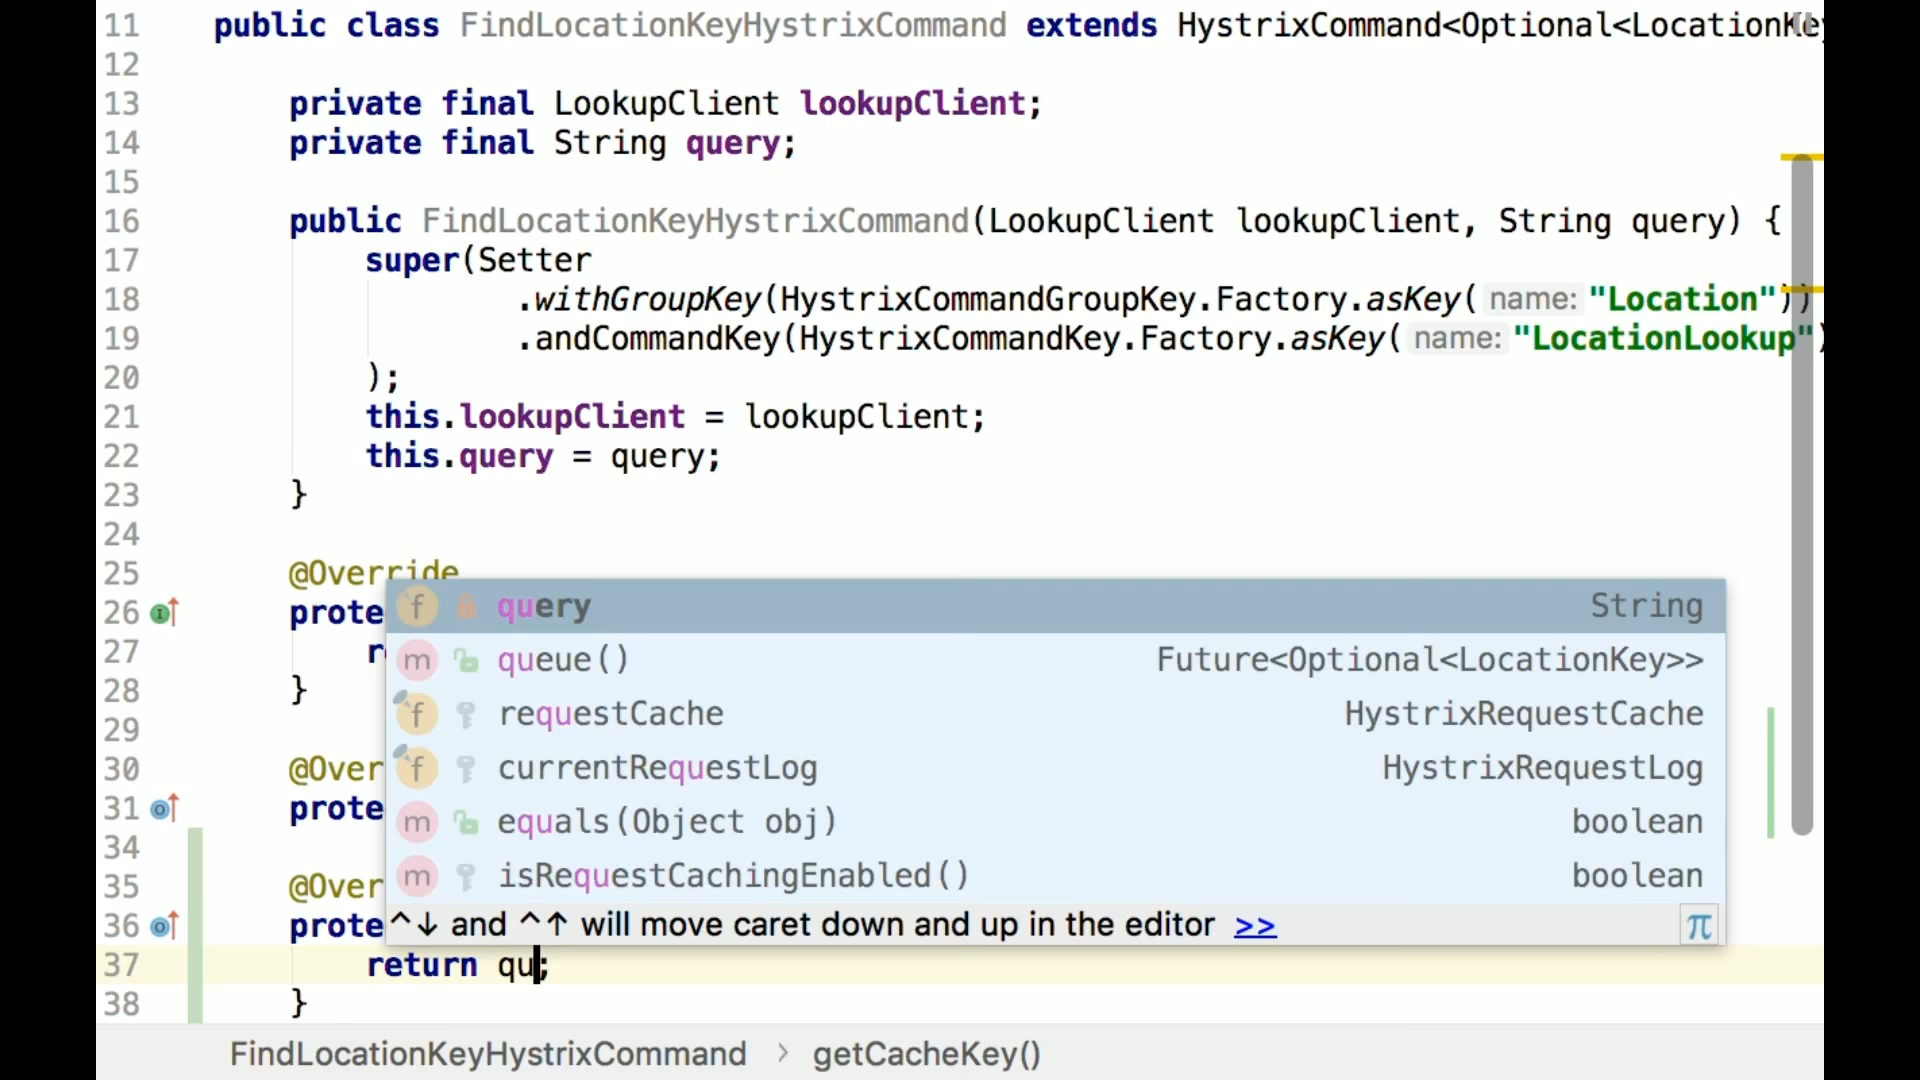 11 public class FindLocationKeyHystrixCommand extends HystrixCommand<Optional<LocationKey
12
13 private final LookupClient lookupClient;
14 private final String query;
15
16 public FindLocationKeyHystrixCommand(LookupClient lookupClient, String query) {
17 super(Setter
18 .withGroupKey(HystrixCommandGroupKey.Factory.asKey( name: "Location"))
19 .andCommandKey(HystrixCommandKey.Factory.asKey( name: "LocationLookup")
20 );
21 this.lookupClient = lookupClient;
22 this.query = query;
23 }
24
25 @Override
26 prote
27 r
28 }
29
30 @Over
31 prote
34
35 @Over
36 prote
f query String
m queue() Future<Optional<LocationKey>>
f requestCache HystrixRequestCache
f currentRequestLog HystrixRequestLog
m equals(Object obj) boolean
m isRequestCachingEnabled() boolean
^↓ and ^↑ will move caret down and up in the editor >> π
37 return qu;
38 }
FindLocationKeyHystrixCommand › getCacheKey()